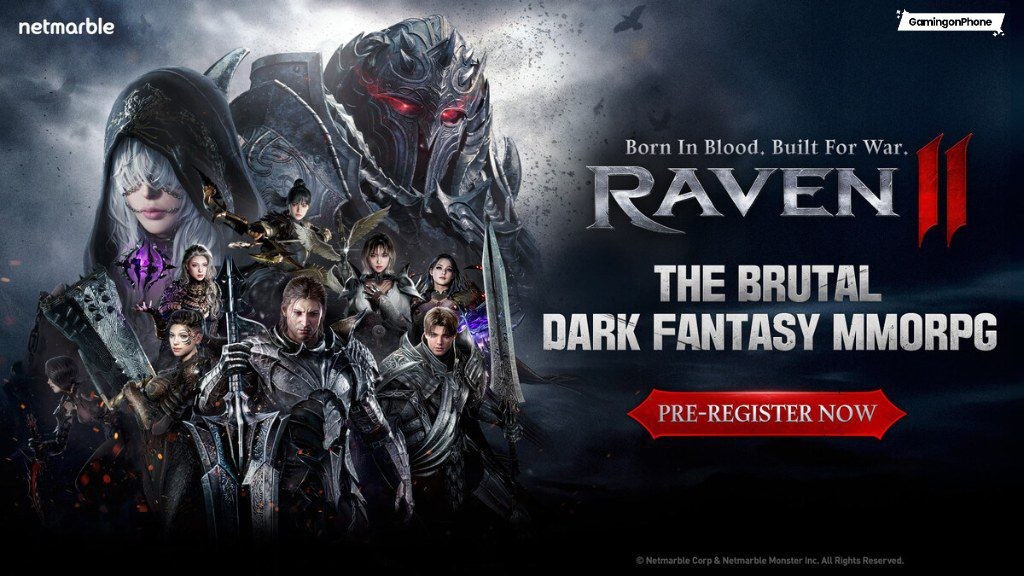 netmarble
GamingonPhone
Born In Blood. Built For War.
RAVEN II
THE BRUTAL
DARK FANTASY MMORPG
PRE-REGISTER NOW
© Netmarble Corp & Netmarble Monster Inc. All Rights Reserved.